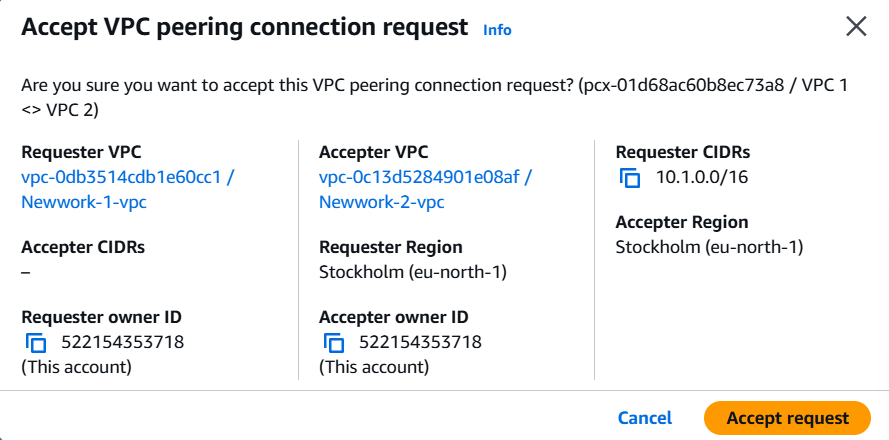 Accept VPC peering connection request Info
Are you sure you want to accept this VPC peering connection request? (pcx-01d68ac60b8ec73a8 / VPC 1
<> VPC 2)
Requester VPC
vpc-0db3514cdb1e60cc1 /
Newwork-1-vpc
Accepter CIDRs
–
Requester owner ID
522154353718
(This account)
Accepter VPC
vpc-0c13d5284901e08af /
Newwork-2-vpc
Requester Region
Stockholm (eu-north-1)
Accepter owner ID
522154353718
(This account)
Requester CIDRs
10.1.0.0/16
Accepter Region
Stockholm (eu-north-1)
Cancel
Accept request